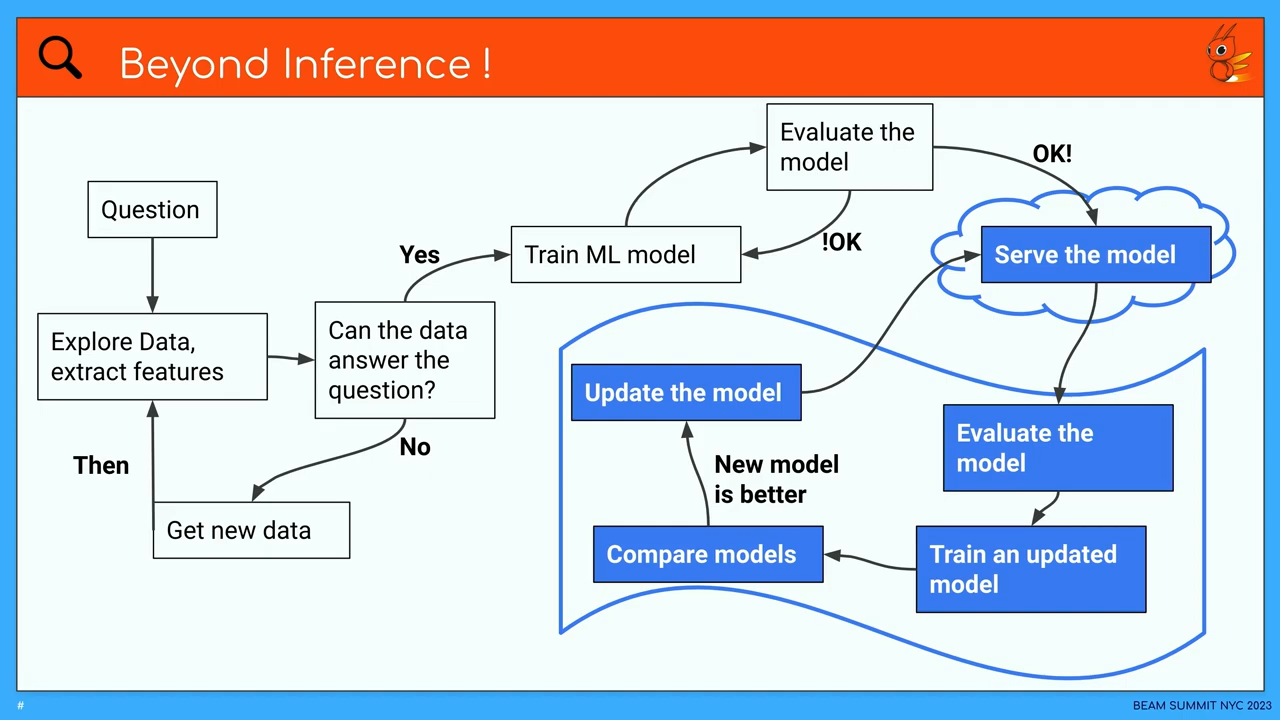 Beyond Inference !
Question
Explore Data,
extract features
Then
Get new data
Can the data
answer the
question?
Yes
No
Train ML model
Evaluate the
model
!OK
OK!
Serve the model
Evaluate the
model
Train an updated
model
Compare models
New model
is better
Update the model
#
BEAM SUMMIT NYC 2023